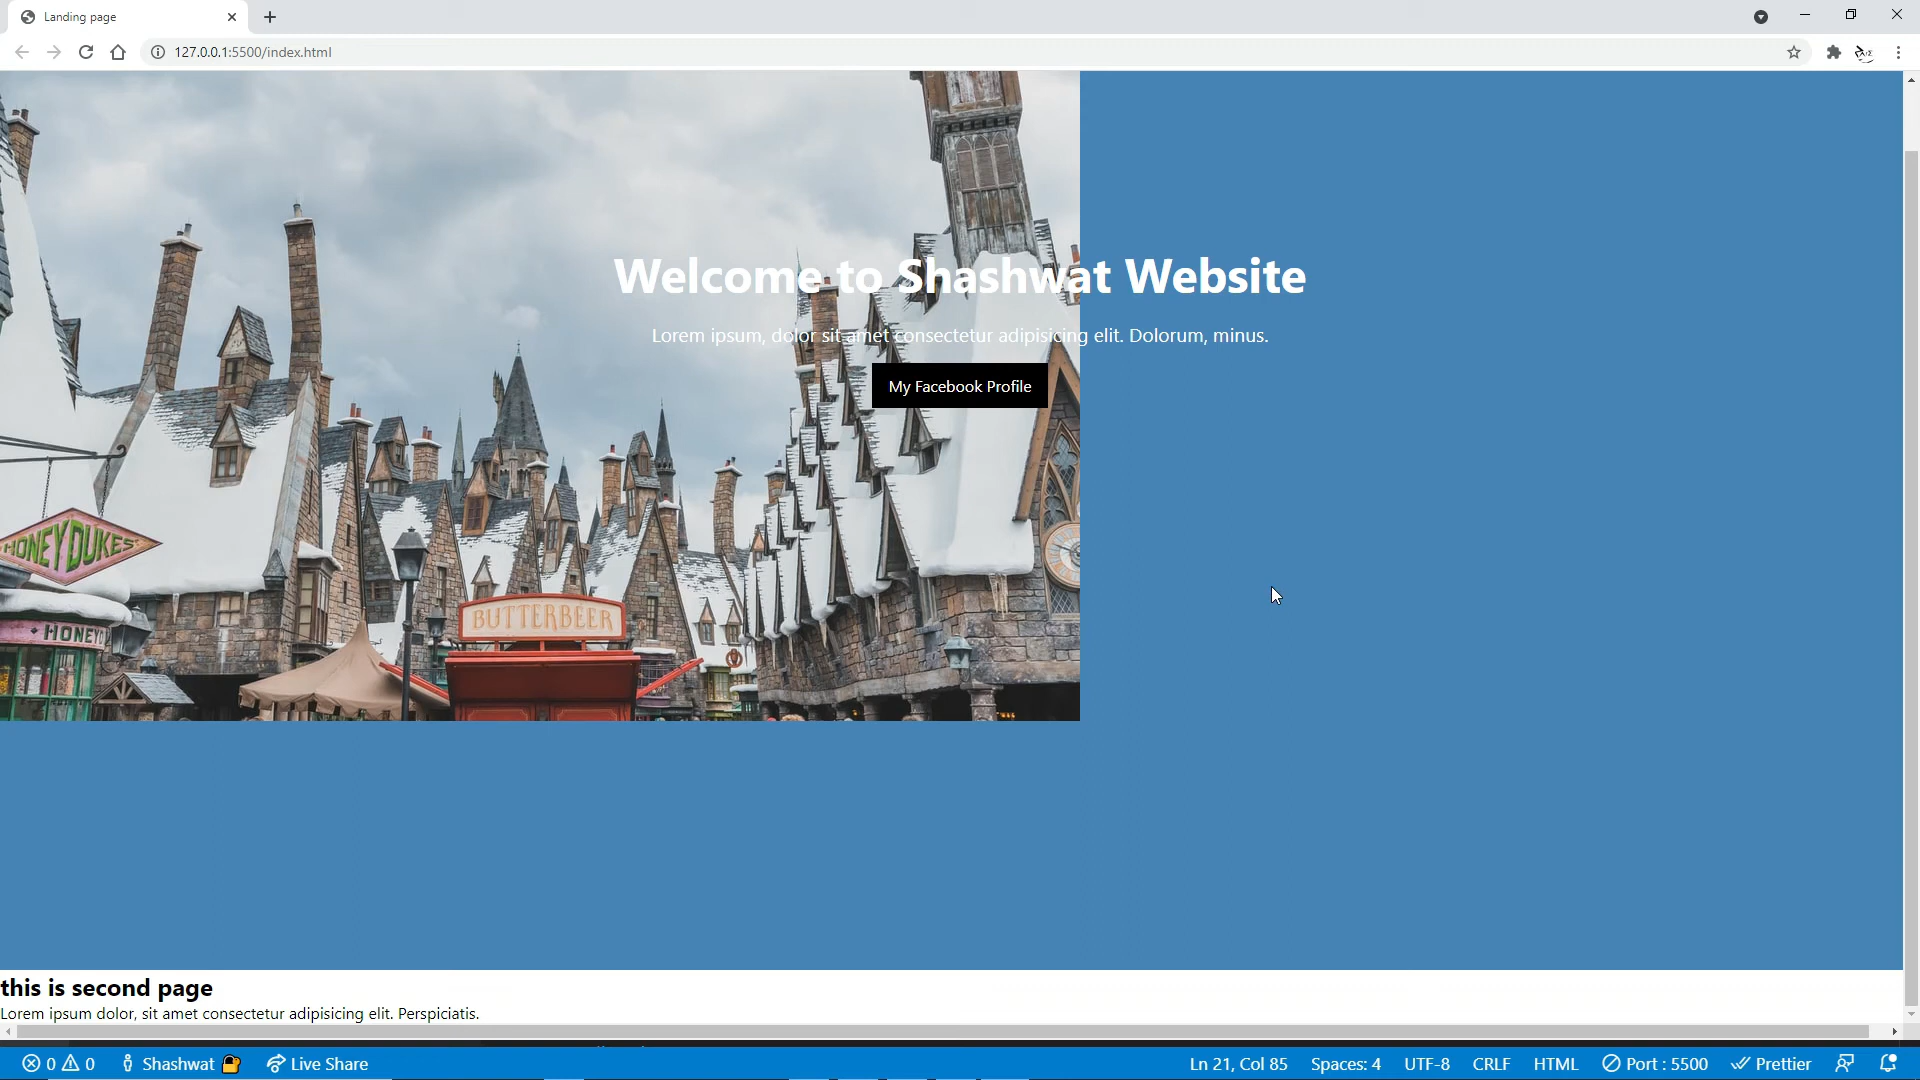 Landing page
127.0.0.1:5500/index.html
Welcome to Shashwat Website
Lorem ipsum, dolor sit amet consectetur adipisicing elit. Dolorum, minus.
My Facebook Profile
HONEYDUKES
HONEYD
BUTTERBEER
this is second page
Lorem ipsum dolor, sit amet consectetur adipisicing elit. Perspiciatis.
0 0 Shashwat Live Share Ln 21, Col 85 Spaces: 4 UTF-8 CRLF HTML Port : 5500 Prettier